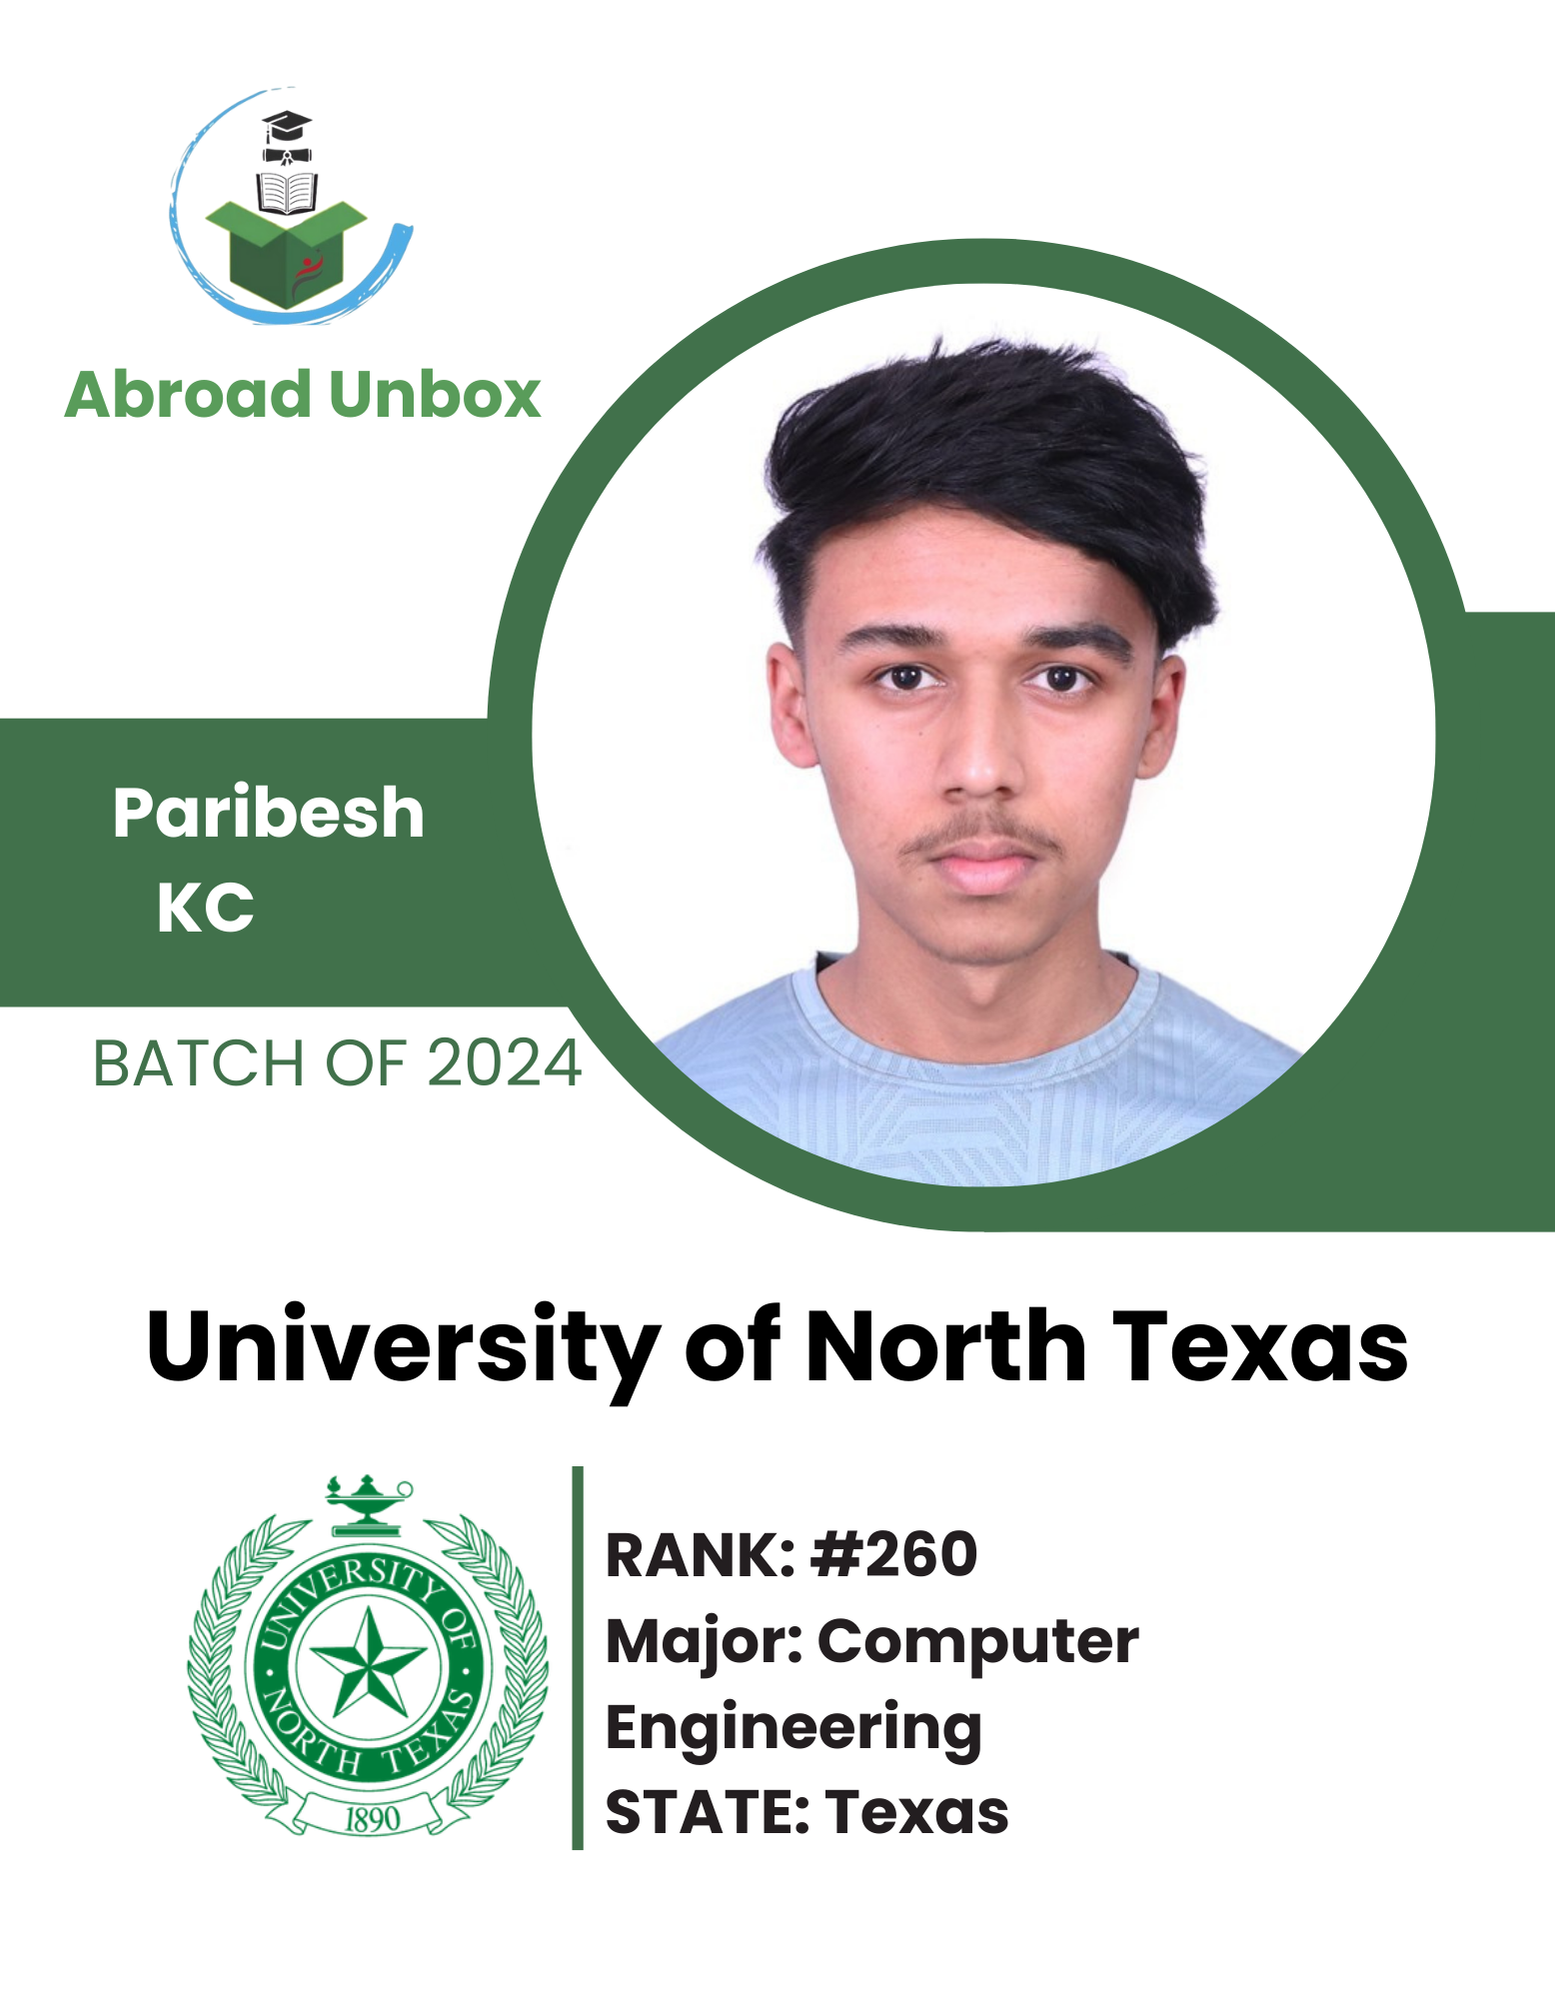 Abroad Unbox
Paribesh
KC
BATCH OF 2024
University of North Texas
UNIVERSITY OF
NORTH TEXAS
1890
RANK: #260
Major: Computer
Engineering
STATE: Texas